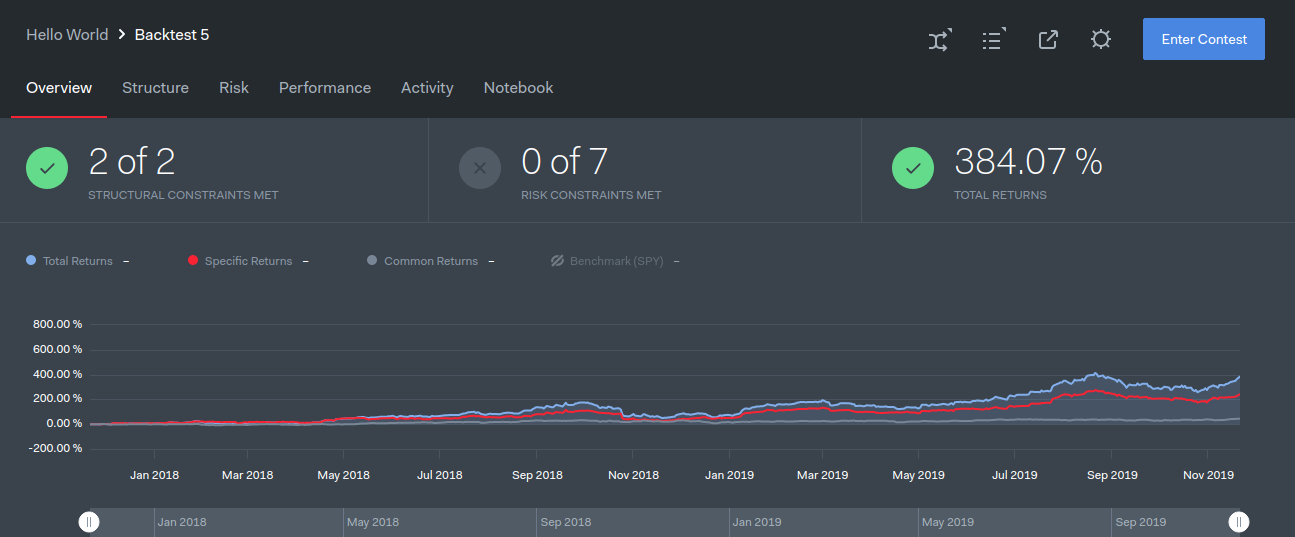 Hello World > Backtest 5
Enter Contest
Overview Structure Risk Performance Activity Notebook
2 of 2 0 of 7 384.07 %
STRUCTURAL CONSTRAINTS MET RISK CONSTRAINTS MET TOTAL RETURNS
Total Returns – Specific Returns – Common Returns – Benchmark (SPY) –
800.00 %
600.00 %
400.00 %
200.00 %
0.00 %
-200.00 %
Jan 2018 Mar 2018 May 2018 Jul 2018 Sep 2018 Nov 2018 Jan 2019 Mar 2019 May 2019 Jul 2019 Sep 2019 Nov 2019
Jan 2018 May 2018 Sep 2018 Jan 2019 May 2019 Sep 2019